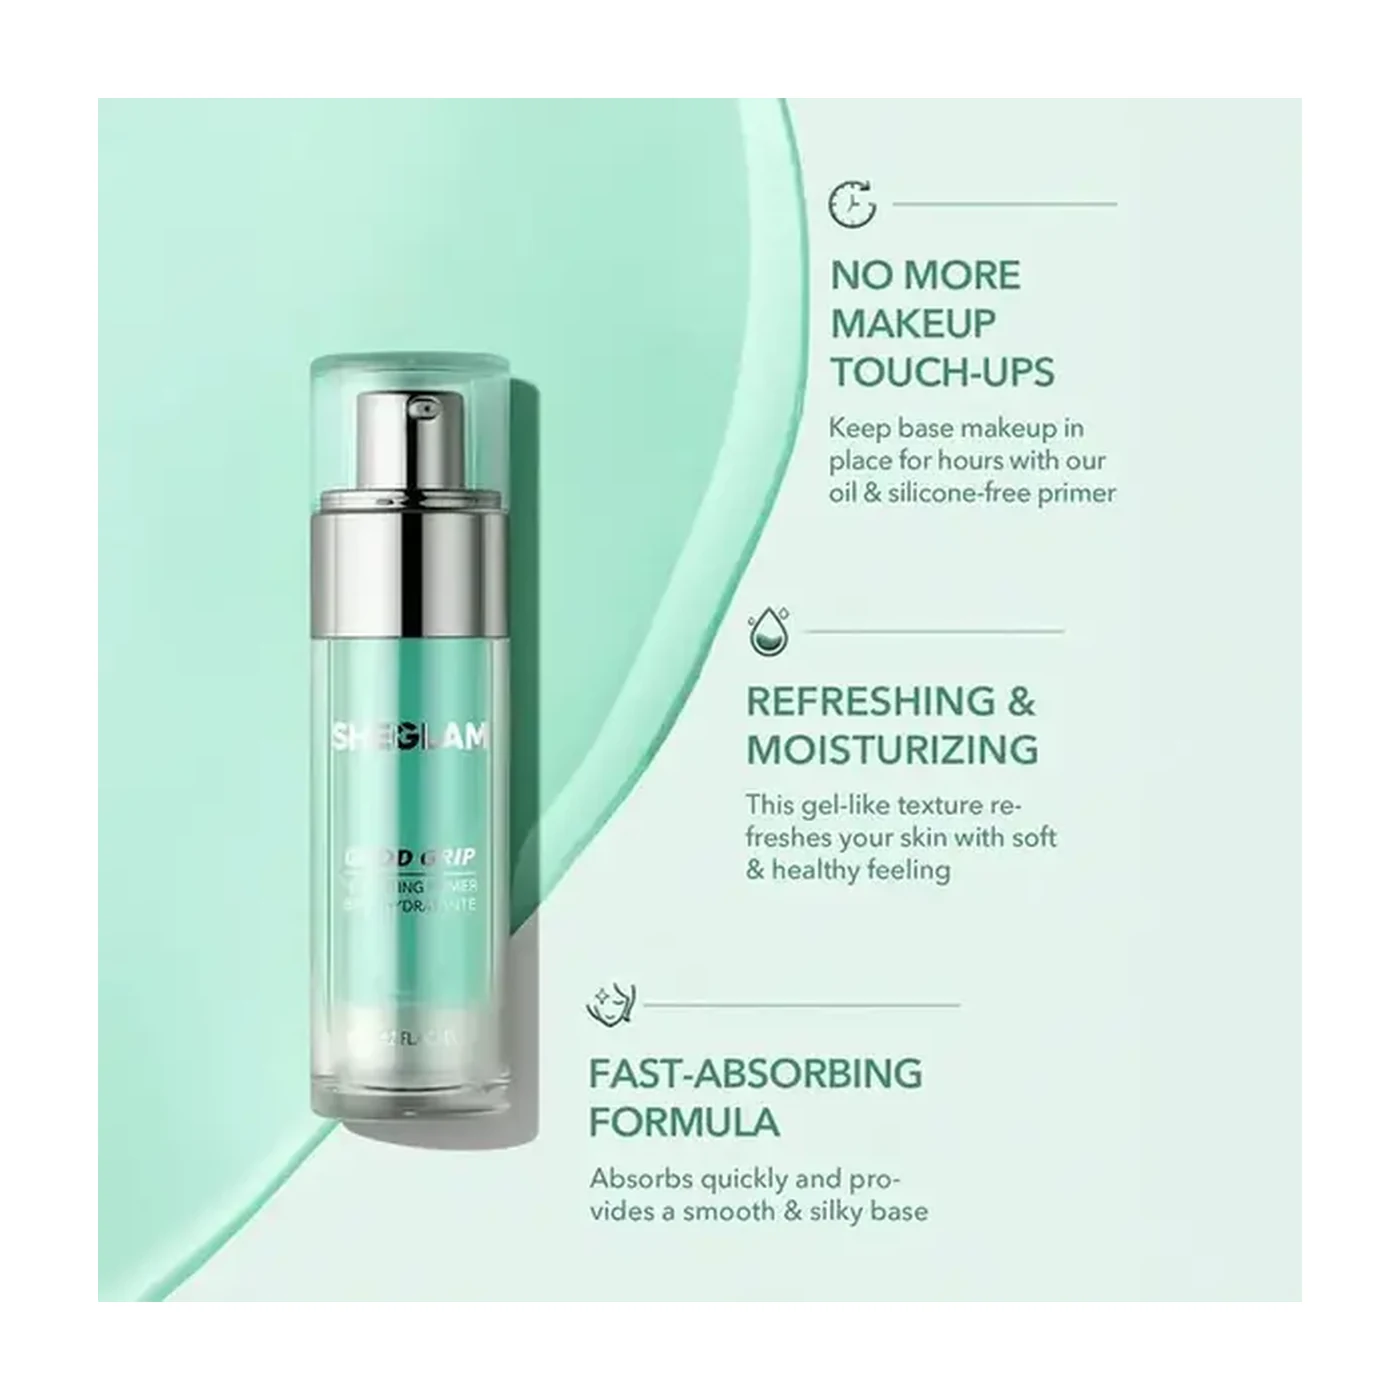 NO MORE
MAKEUP
TOUCH-UPS
Keep base makeup in
place for hours with our
oil & silicone-free primer
REFRESHING &
MOISTURIZING
This gel-like texture re-
freshes your skin with soft
& healthy feeling
FAST-ABSORBING
FORMULA
Absorbs quickly and pro-
vides a smooth & silky base
SHEGLAM
GOOD GRIP